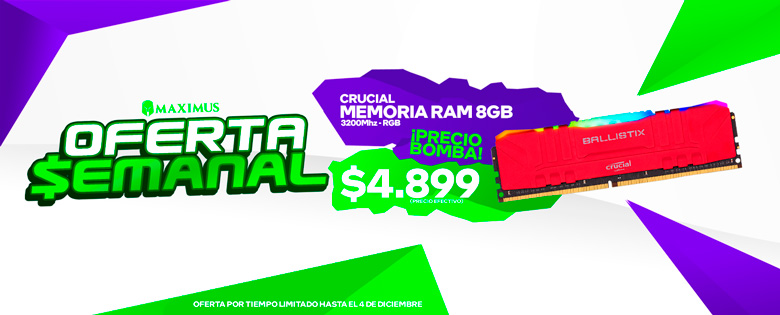 MAXIMUS
OFERTA
$EMANAL
CRUCIAL
MEMORIA RAM 8GB
3200Mhz - RGB
¡PRECIO
BOMBA!
$4.899
(PRECIO EFECTIVO)
BALLISTIX
crucial
OFERTA POR TIEMPO LIMITADO HASTA EL 4 DE DICIEMBRE